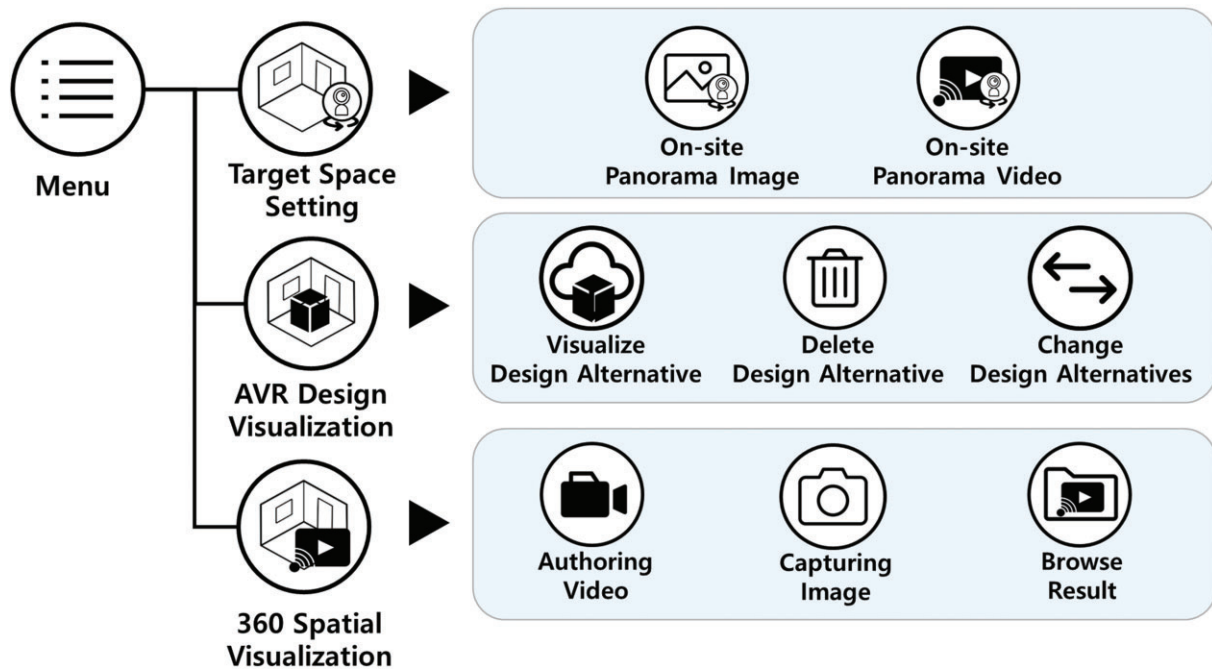 Menu
Target Space
Setting
On-site
Panorama Image
On-site
Panorama Video
AVR Design
Visualization
Visualize
Design Alternative
Delete
Design Alternative
Change
Design Alternatives
360 Spatial
Visualization
Authoring
Video
Capturing
Image
Browse
Result